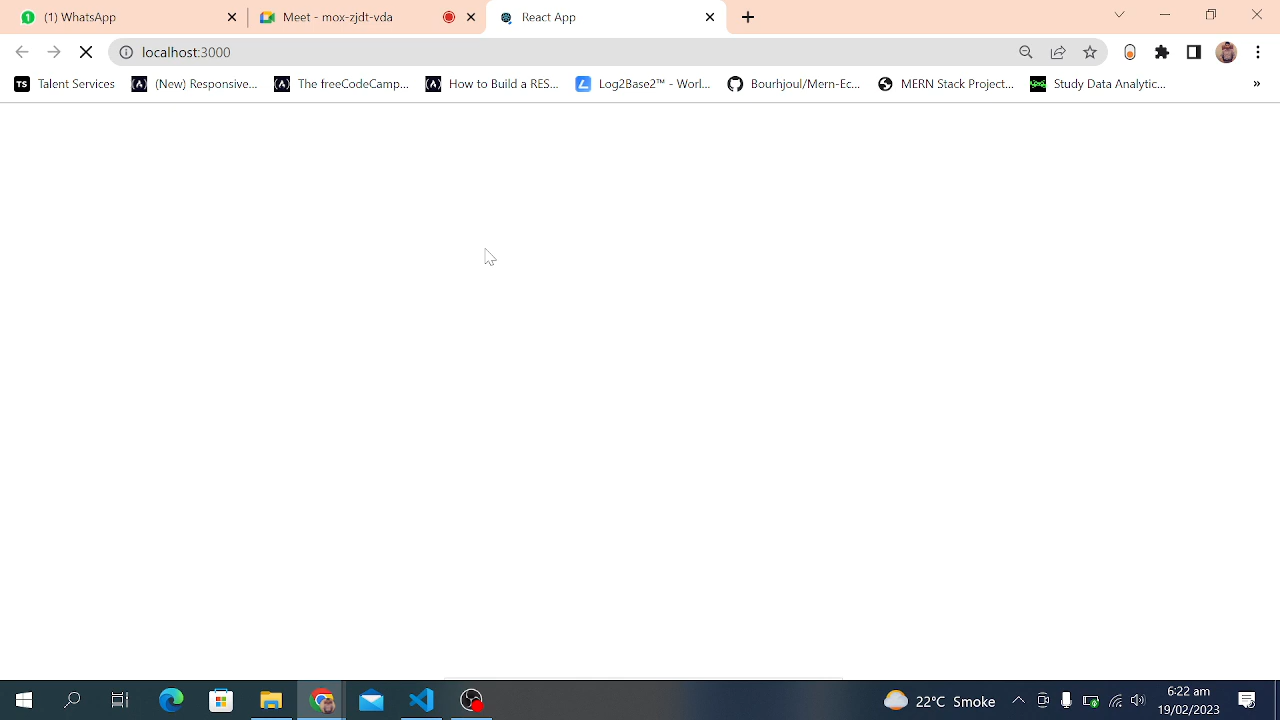 (1) WhatsApp
Meet - mox-zjdt-vda
React App
localhost:3000
TS Talent Services
(New) Responsive...
The freeCodeCamp...
How to Build a RES...
Log2Base2™ - Worl...
Bourhjoul/Mern-Ec...
MERN Stack Project...
Study Data Analytic...
»
22°C Smoke
6:22 am
19/02/2023